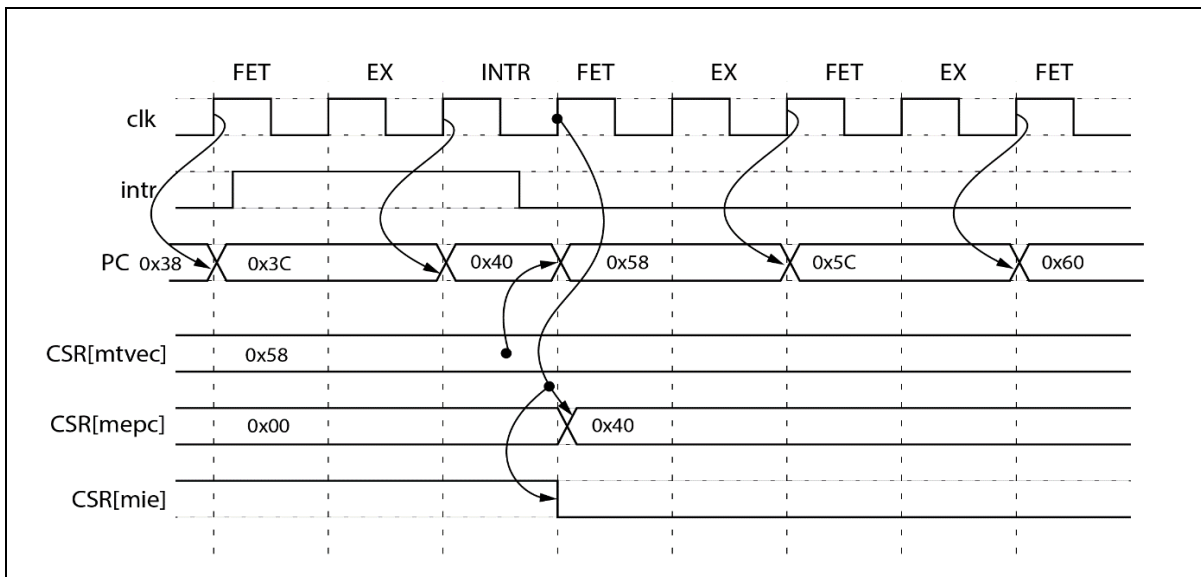 FET EX INTR FET EX FET EX FET
clk
intr
PC 0x38 0x3C 0x40 0x58 0x5C 0x60
CSR[mtvec] 0x58
CSR[mepc] 0x00 0x40
CSR[mie]